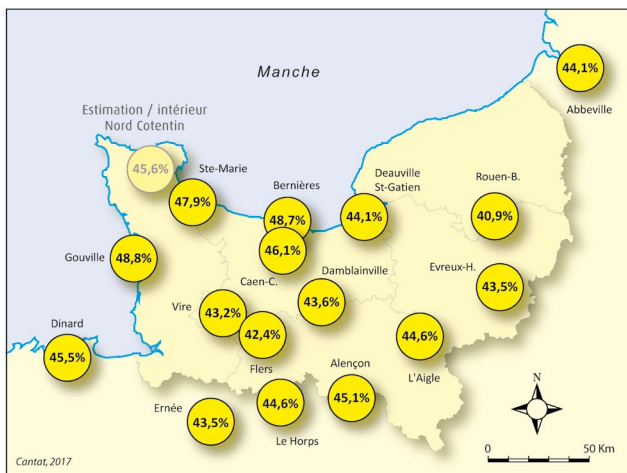 Manche
44,1%
Abbeville
Estimation / intérieur
Nord Cotentin
45,6%
Ste-Marie
47,9%
Bernières
48,7%
Deauville
St-Gatien
44,1%
Rouen-B.
40,9%
Gouville
48,8%
46,1%
Caen-C.
Damblainville
43,6%
Evreux-H.
43,5%
Vire
43,2%
42,4%
Flers
44,6%
L'Aigle
Dinard
45,5%
Alençon
45,1%
Ernée
43,5%
44,6%
Le Horps
N
0
50 Km
Cantat, 2017